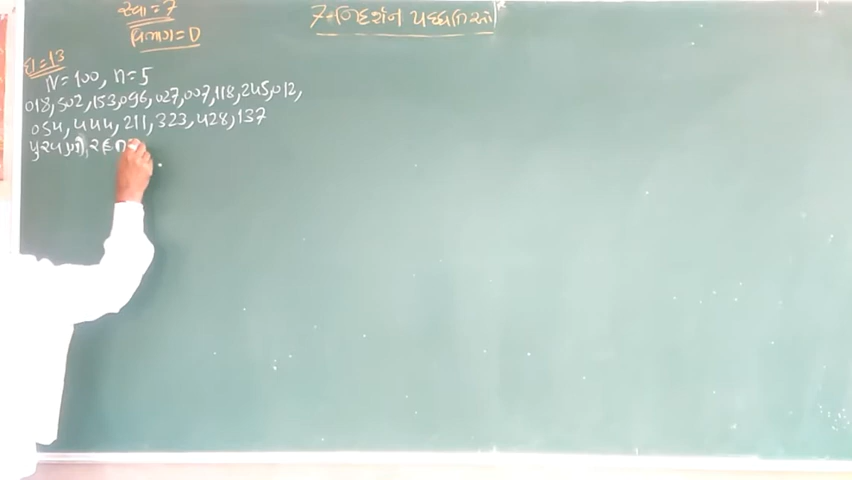 સ્વા = 7
વિભાગ = D
7 - નિદર્શન પદ્ધતિઓ
દા = 13
N = 100, n = 5
018, 502, 153, 096, 027, 007, 118, 245, 012,
054, 444, 211, 323, 428, 137